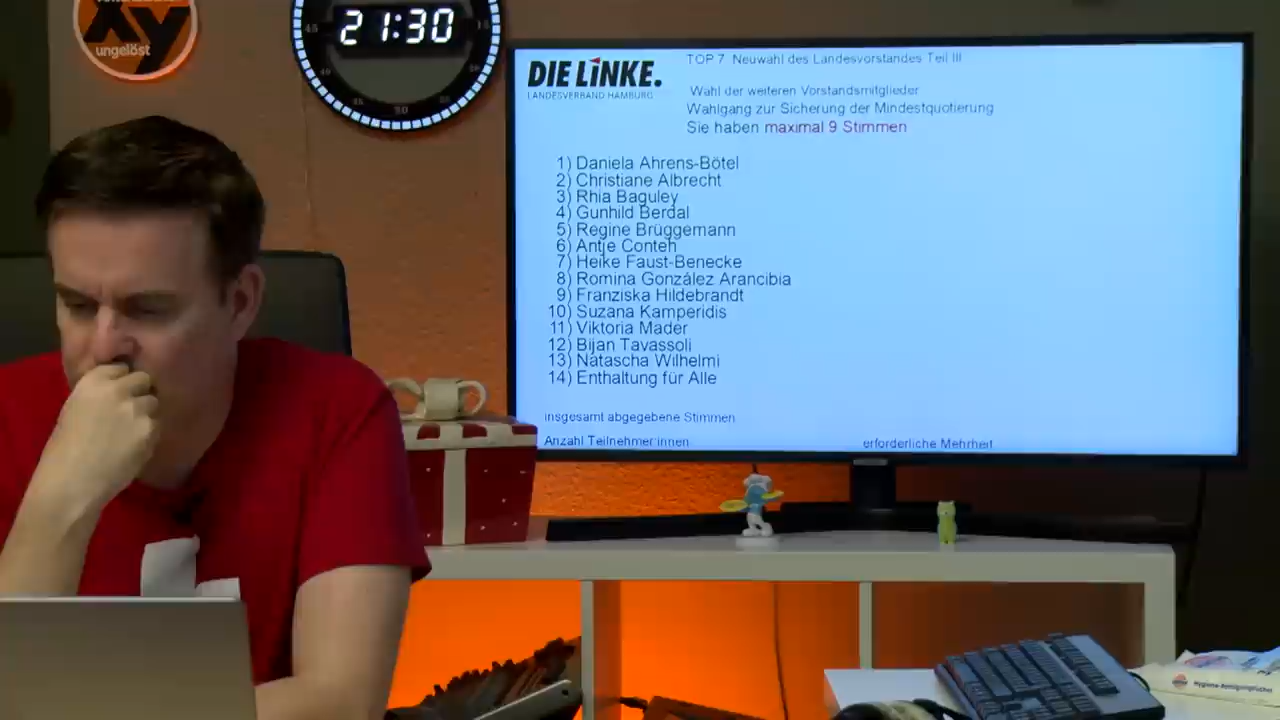 xy
ungelöst
45
21:30
15
30
DIE LiNKE.
LANDESVERBAND HAMBURG
TOP 7 Neuwahl des Landesvorstandes Teil III
Wahl der weiteren Vorstandsmitglieder
Wahlgang zur Sicherung der Mindestquotierung
Sie haben maximal 9 Stimmen
1) Daniela Ahrens-Bötel
2) Christiane Albrecht
3) Rhia Baguley
4) Gunhild Berdal
5) Regine Brüggemann
6) Antje Conteh
7) Heike Faust-Benecke
8) Romina González Arancibia
9) Franziska Hildebrandt
10) Suzana Kamperidis
11) Viktoria Mader
12) Bijan Tavassoli
13) Natascha Wilhelmi
14) Enthaltung für Alle
insgesamt abgegebene Stimmen
Anzahl Teilnehmer:innen
erforderliche Mehrheit